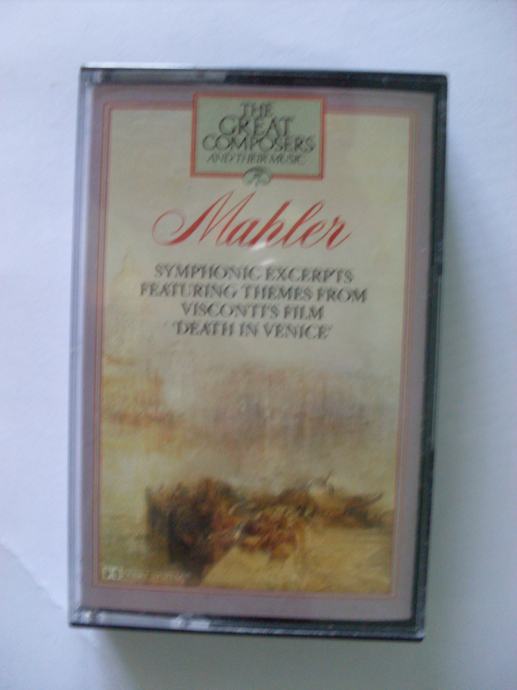 THE
GREAT
COMPOSERS
AND THEIR MUSIC
Mahler
SYMPHONIC EXCERPTS
FEATURING THEMES FROM
VISCONTI'S FILM
'DEATH IN VENICE'